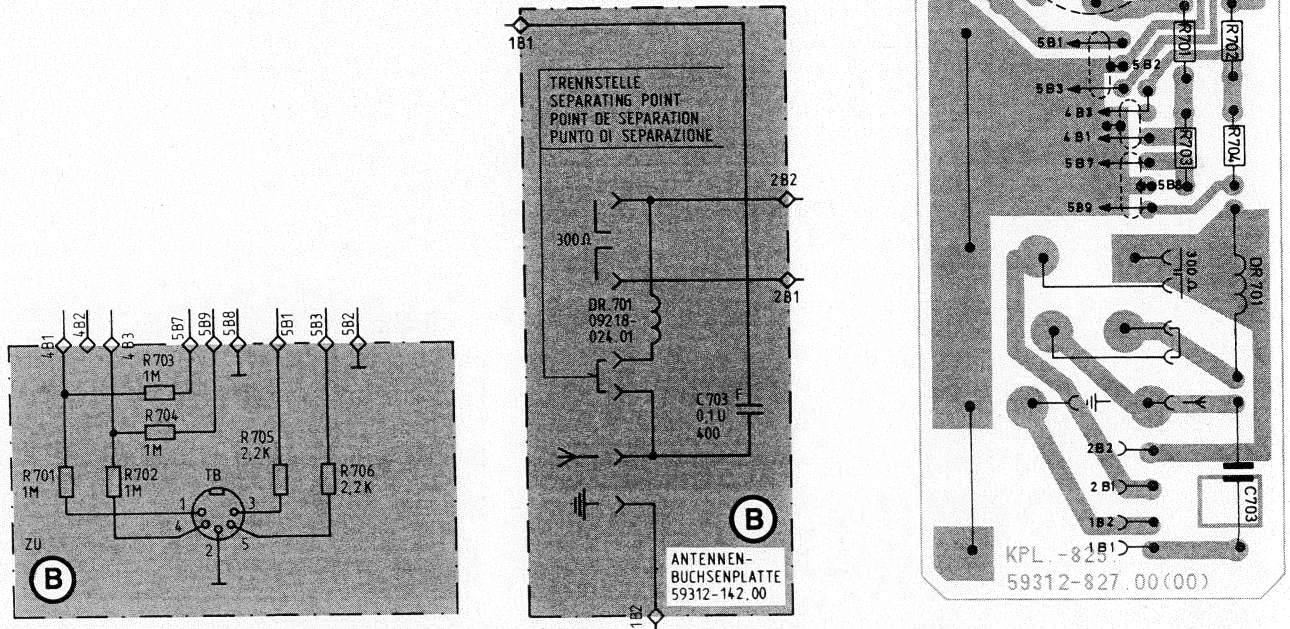 4B1
4B2
4B3
5B7
5B9
5B8
5B1
5B3
5B2
R703
1M
R704
1M
R705
2,2K
R701
1M
R702
1M
TB
R706
2,2K
1
3
4
2
5
ZU
B
1B1
TRENNSTELLE
SEPARATING POINT
POINT DE SEPARATION
PUNTO DI SEPARAZIONE
2B2
300Ω
2B1
DR.701
09218-
024.01
C703
0,1U
400
F
B
ANTENNEN-
BUCHSENPLATTE
59312-142.00
1B2
5B1
5B2
5B3
4B3
4B1
5B7
5B8
5B9
R701
R702
R703
R704
300Ω
DR701
2B2
2B1
1B2
1B1
C703
KPL.-825.
59312-827.00(00)